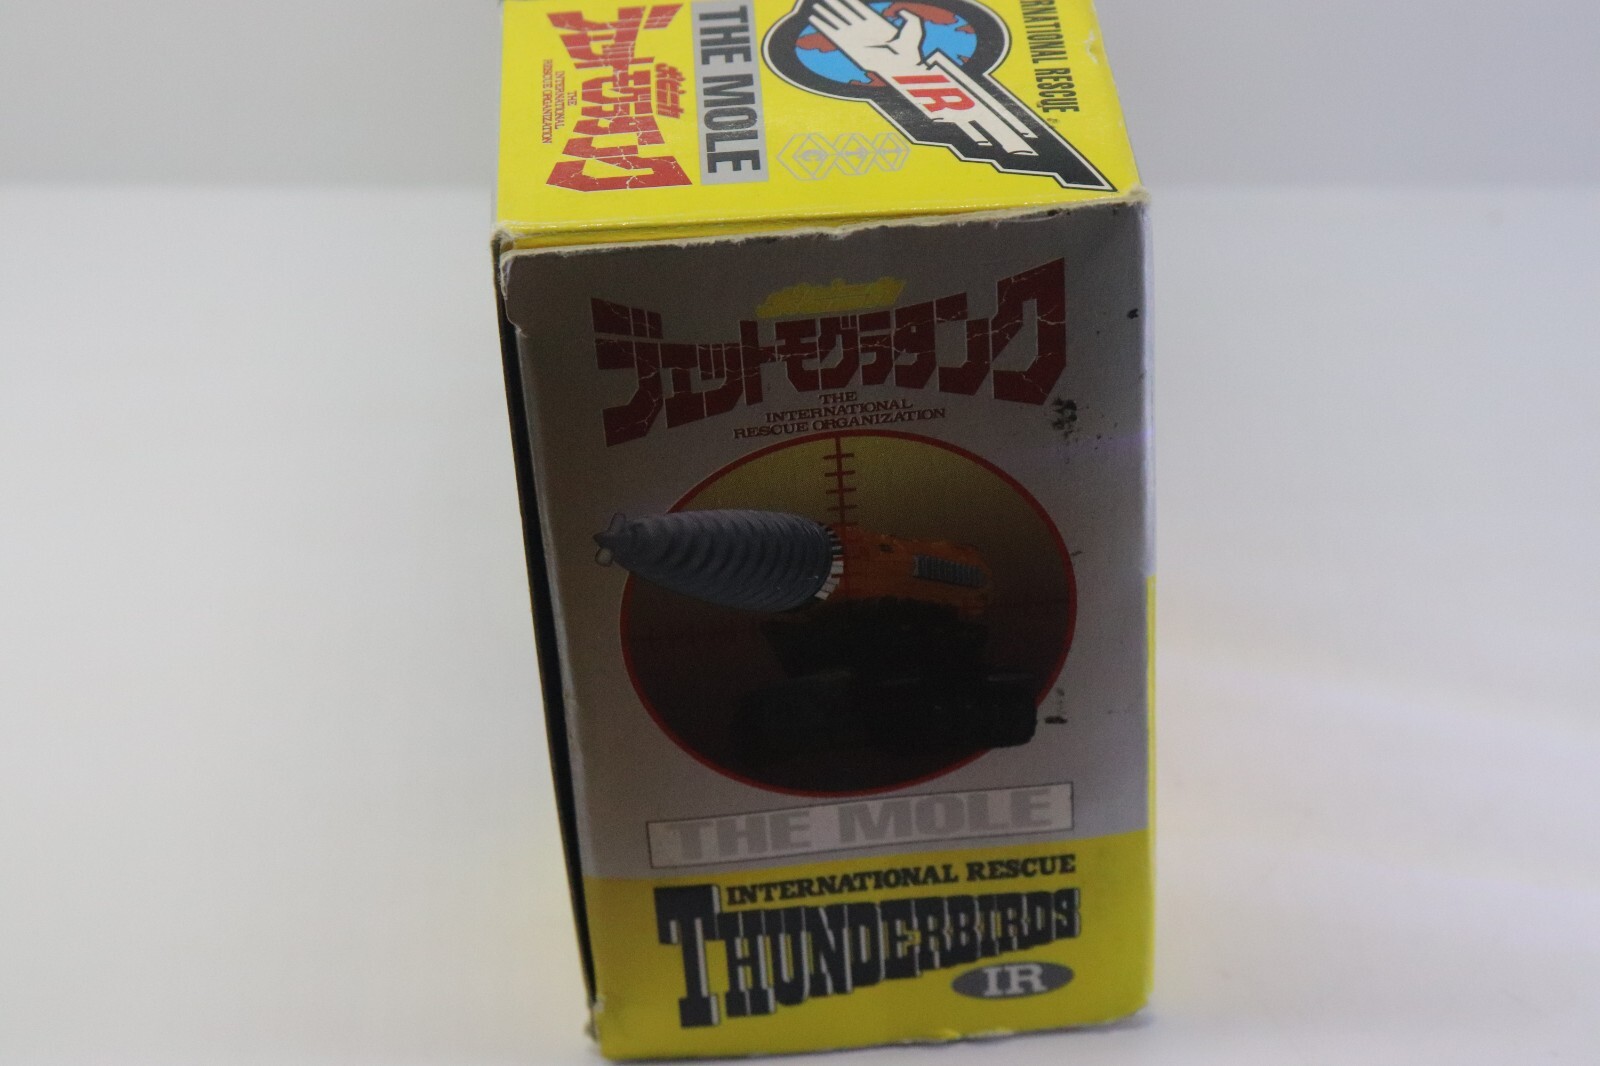 INTERNATIONAL RESCUE
IR
THE MOLE
ジェットモグラタンク
THE
INTERNATIONAL
RESCUE ORGANIZATION
ジェットモグラタンク
THE
INTERNATIONAL
RESCUE ORGANIZATION
THE MOLE
INTERNATIONAL RESCUE
THUNDERBIRDS
IR